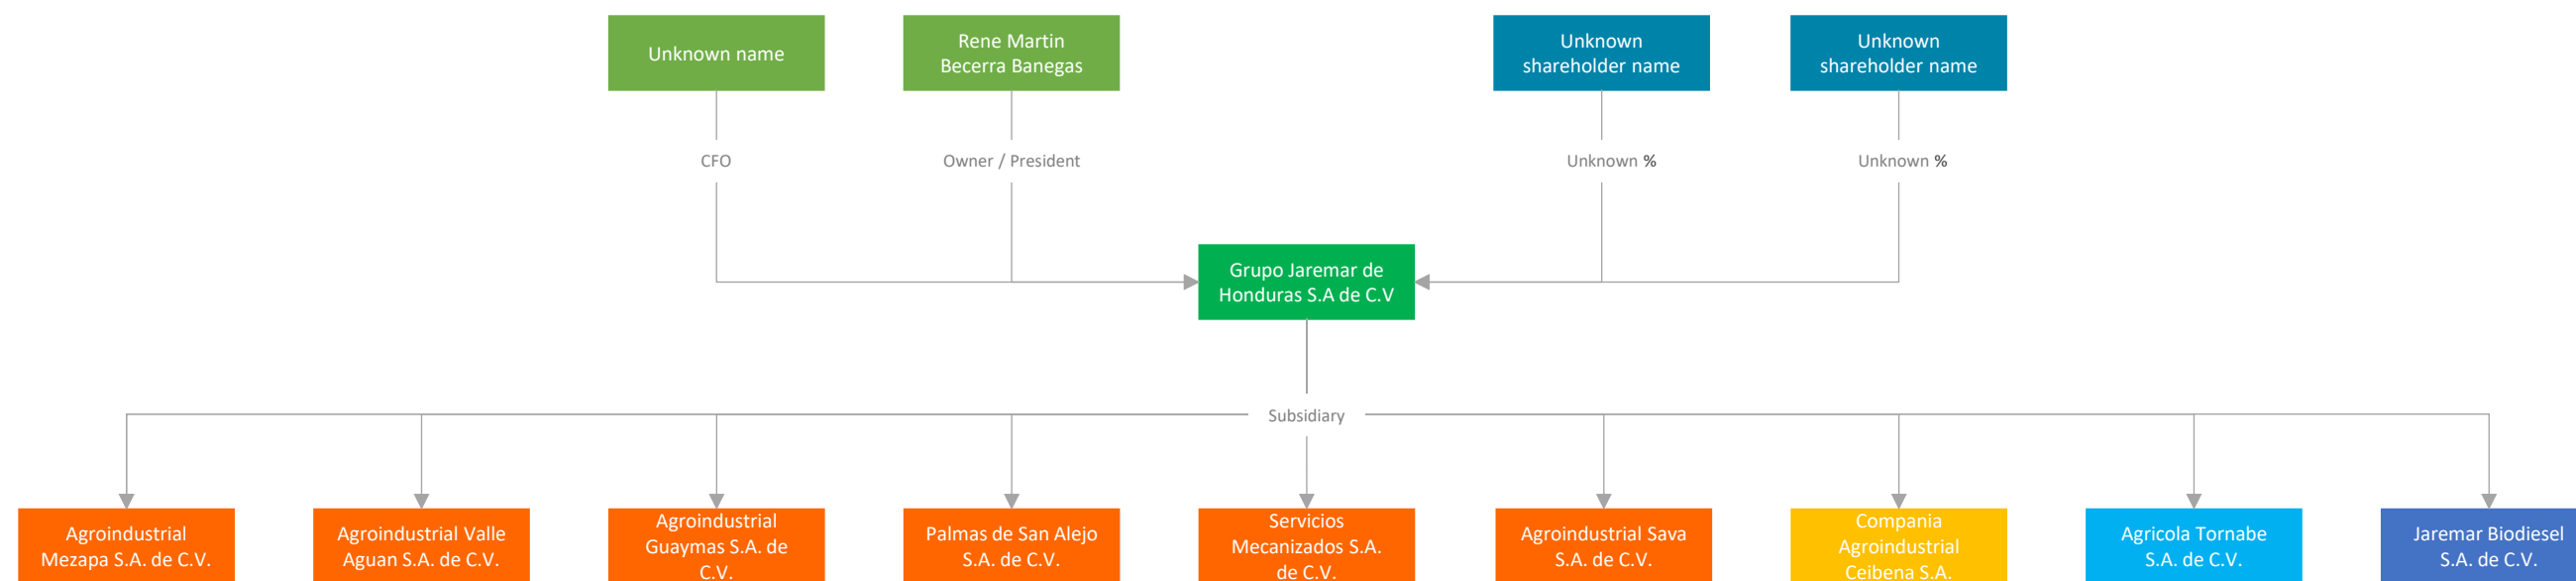 Unknown name
Rene Martin
Becerra Banegas
Unknown
shareholder name
Unknown
shareholder name
CFO
Owner / President
Unknown %
Unknown %
Grupo Jaremar de
Honduras S.A de C.V
Subsidiary
Agroindustrial
Mezapa S.A. de C.V.
Agroindustrial Valle
Aguan S.A. de C.V.
Agroindustrial
Guaymas S.A. de
C.V.
Palmas de San Alejo
S.A. de C.V.
Servicios
Mecanizados S.A.
de C.V.
Agroindustrial Sava
S.A. de C.V.
Compania
Agroindustrial
Ceibena S.A.
Agricola Tornabe
S.A. de C.V.
Jaremar Biodiesel
S.A. de C.V.